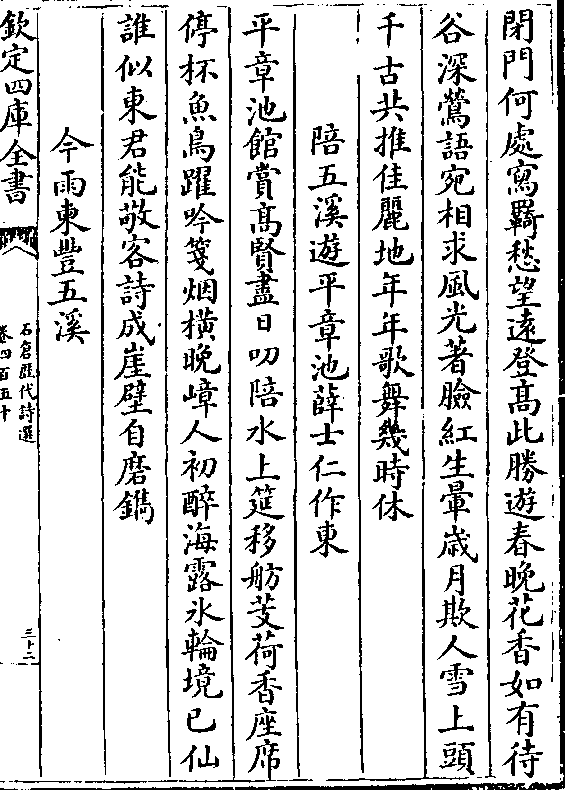 閉門何處寫羇愁望遠登髙此勝遊春晚花香如有待
谷深鶯語宛相求風光著臉紅生暈歳月欺人雪上頭
千古共推佳麗地年年歌舞幾時休
陪五溪遊平章池薛士仁作東
平章池館賞髙賢盡日叨陪水上筵移舫芰荷香座席
停杯魚鳥躍吟箋烟橫晚嶂人初醉海露氷輪境已仙
誰似東君能敬客詩成崖壁自磨鐫
今雨東豐五溪
欽定四庫全書
石倉歴代詩選
卷四百五十
三十二